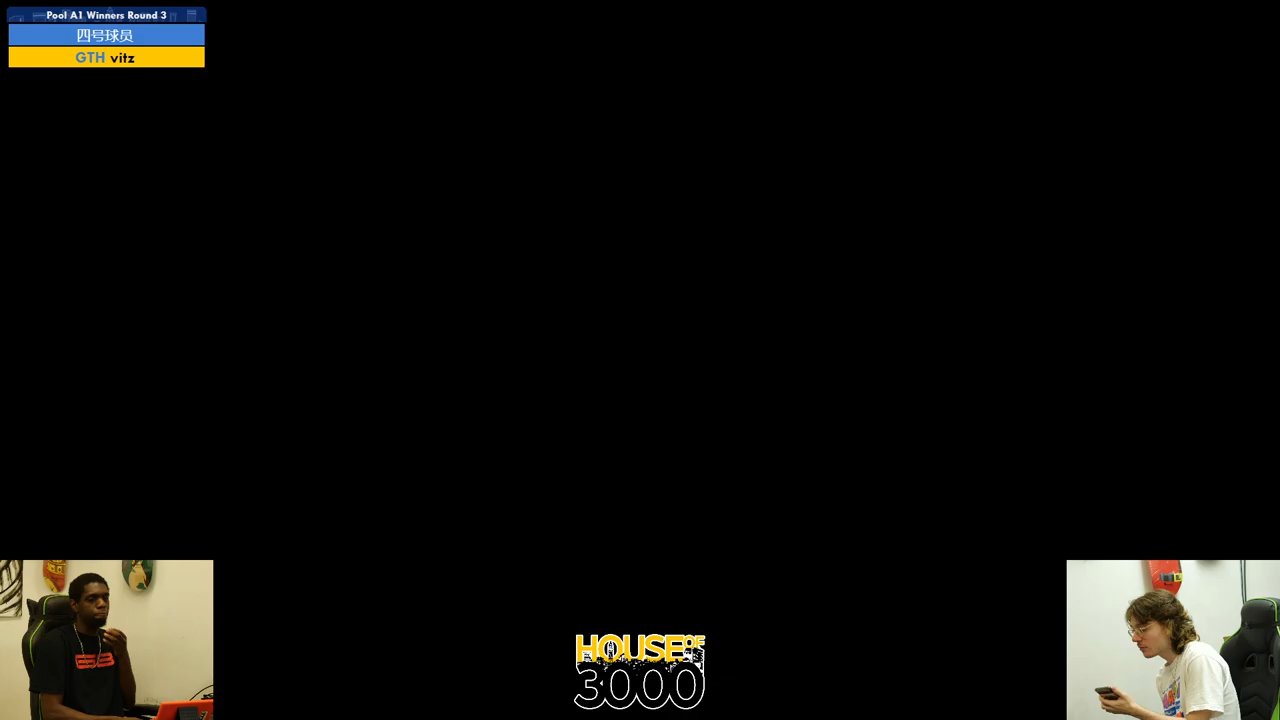 Pool A1 Winners Round 3
四号球员
GTH vitz
HOUSE OF
3000